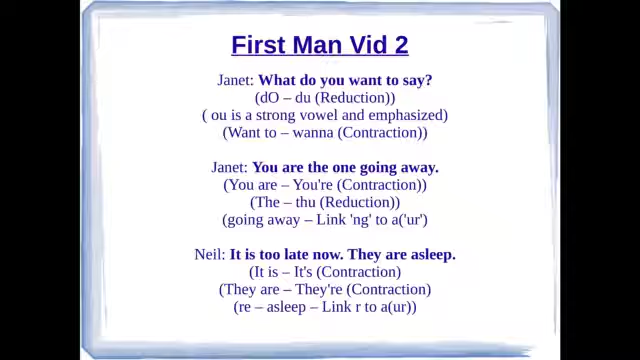 First Man Vid 2
Janet: What do you want to say?
(dO – du (Reduction))
( ou is a strong vowel and emphasized)
(Want to – wanna (Contraction))
Janet: You are the one going away.
(You are – You're (Contraction))
(The – thu (Reduction))
(going away – Link 'ng' to a('ur')
Neil: It is too late now. They are asleep.
(It is – It's (Contraction)
(They are – They're (Contraction)
(re – asleep – Link r to a(ur))